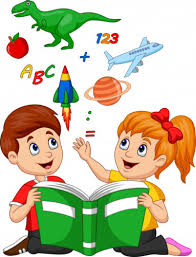 123
+
ABC
:
=